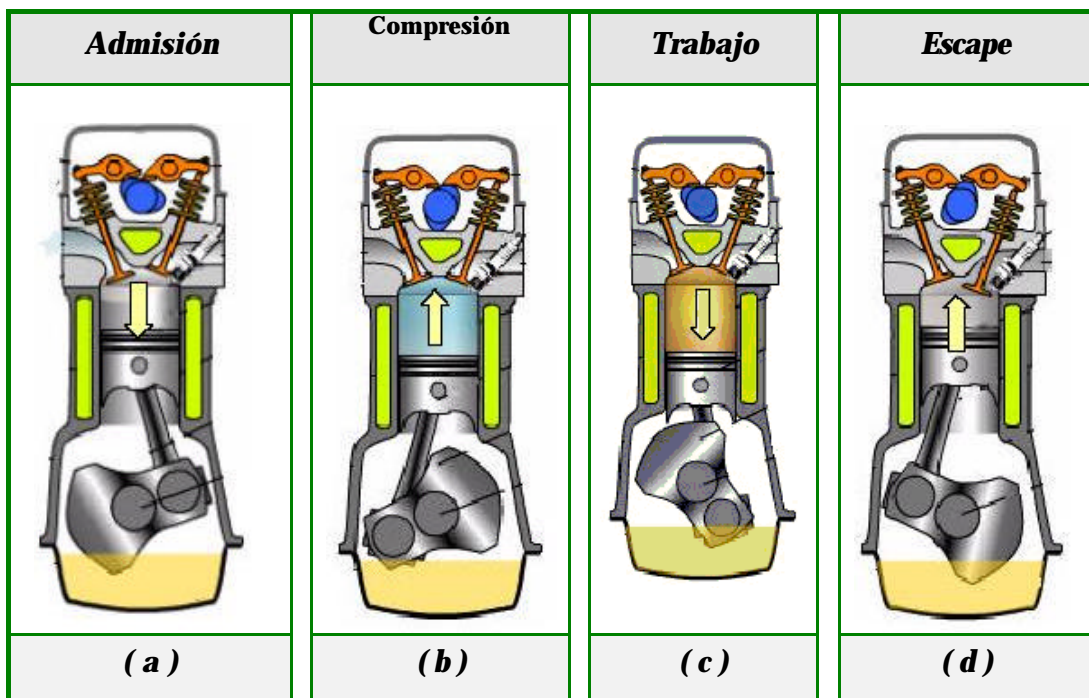 Admisión
Compresión
Trabajo
Escape
( a )
( b )
( c )
( d )